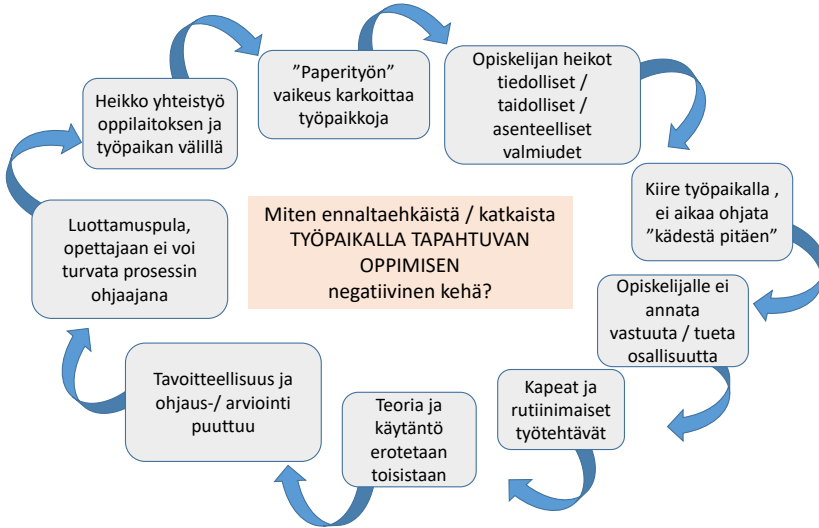 Heikko yhteistyö
oppilaitoksen ja
työpaikan välillä
”Paperityön”
vaikeus karkoittaa
työpaikkoja
Opiskelijan heikot
tiedolliset /
taidolliset /
asenteelliset
valmiudet
Kiire työpaikalla ,
ei aikaa ohjata
”kädestä pitäen”
Opiskelijalle ei
annata
vastuuta / tueta
osallisuutta
Kapeat ja
rutiinimaiset
työtehtävät
Teoria ja
käytäntö
erotetaan
toisistaan
Tavoitteellisuus ja
ohjaus-/ arviointi
puuttuu
Luottamuspula,
opettajaan ei voi
turvata prosessin
ohjaajana
Miten ennaltaehkäistä / katkaista
TYÖPAIKALLA TAPAHTUVAN
OPPIMISEN
negatiivinen kehä?